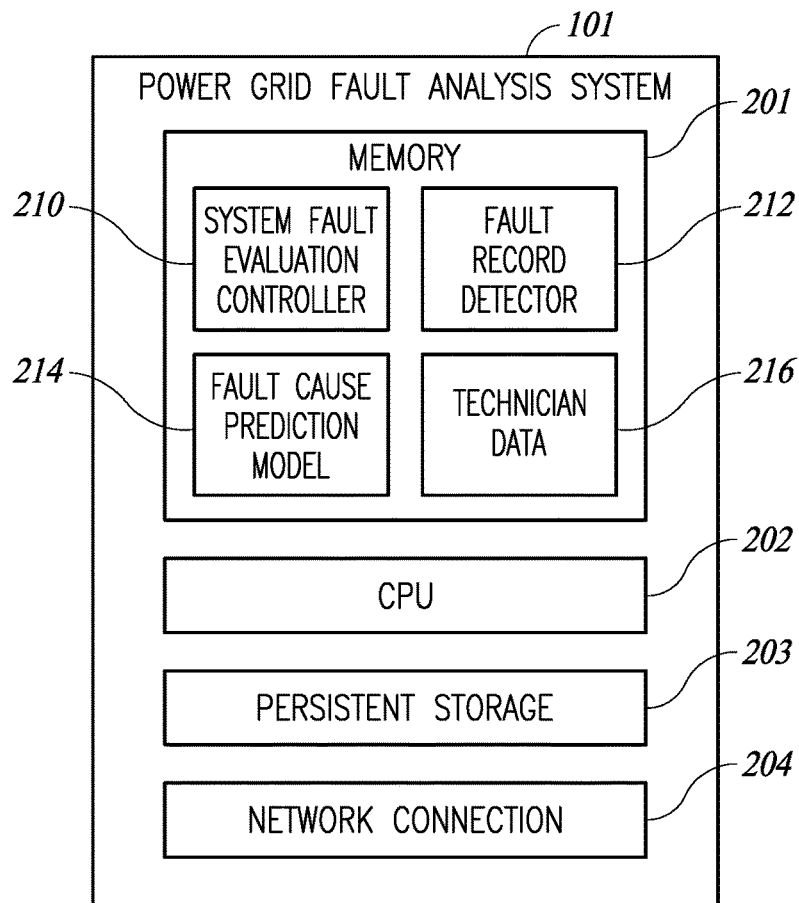 101
POWER GRID FAULT ANALYSIS SYSTEM
201
MEMORY
210
SYSTEM FAULT
EVALUATION
CONTROLLER
FAULT
RECORD
DETECTOR
212
214
FAULT CAUSE
PREDICTION
MODEL
TECHNICIAN
DATA
216
CPU
202
PERSISTENT STORAGE
203
NETWORK CONNECTION
204